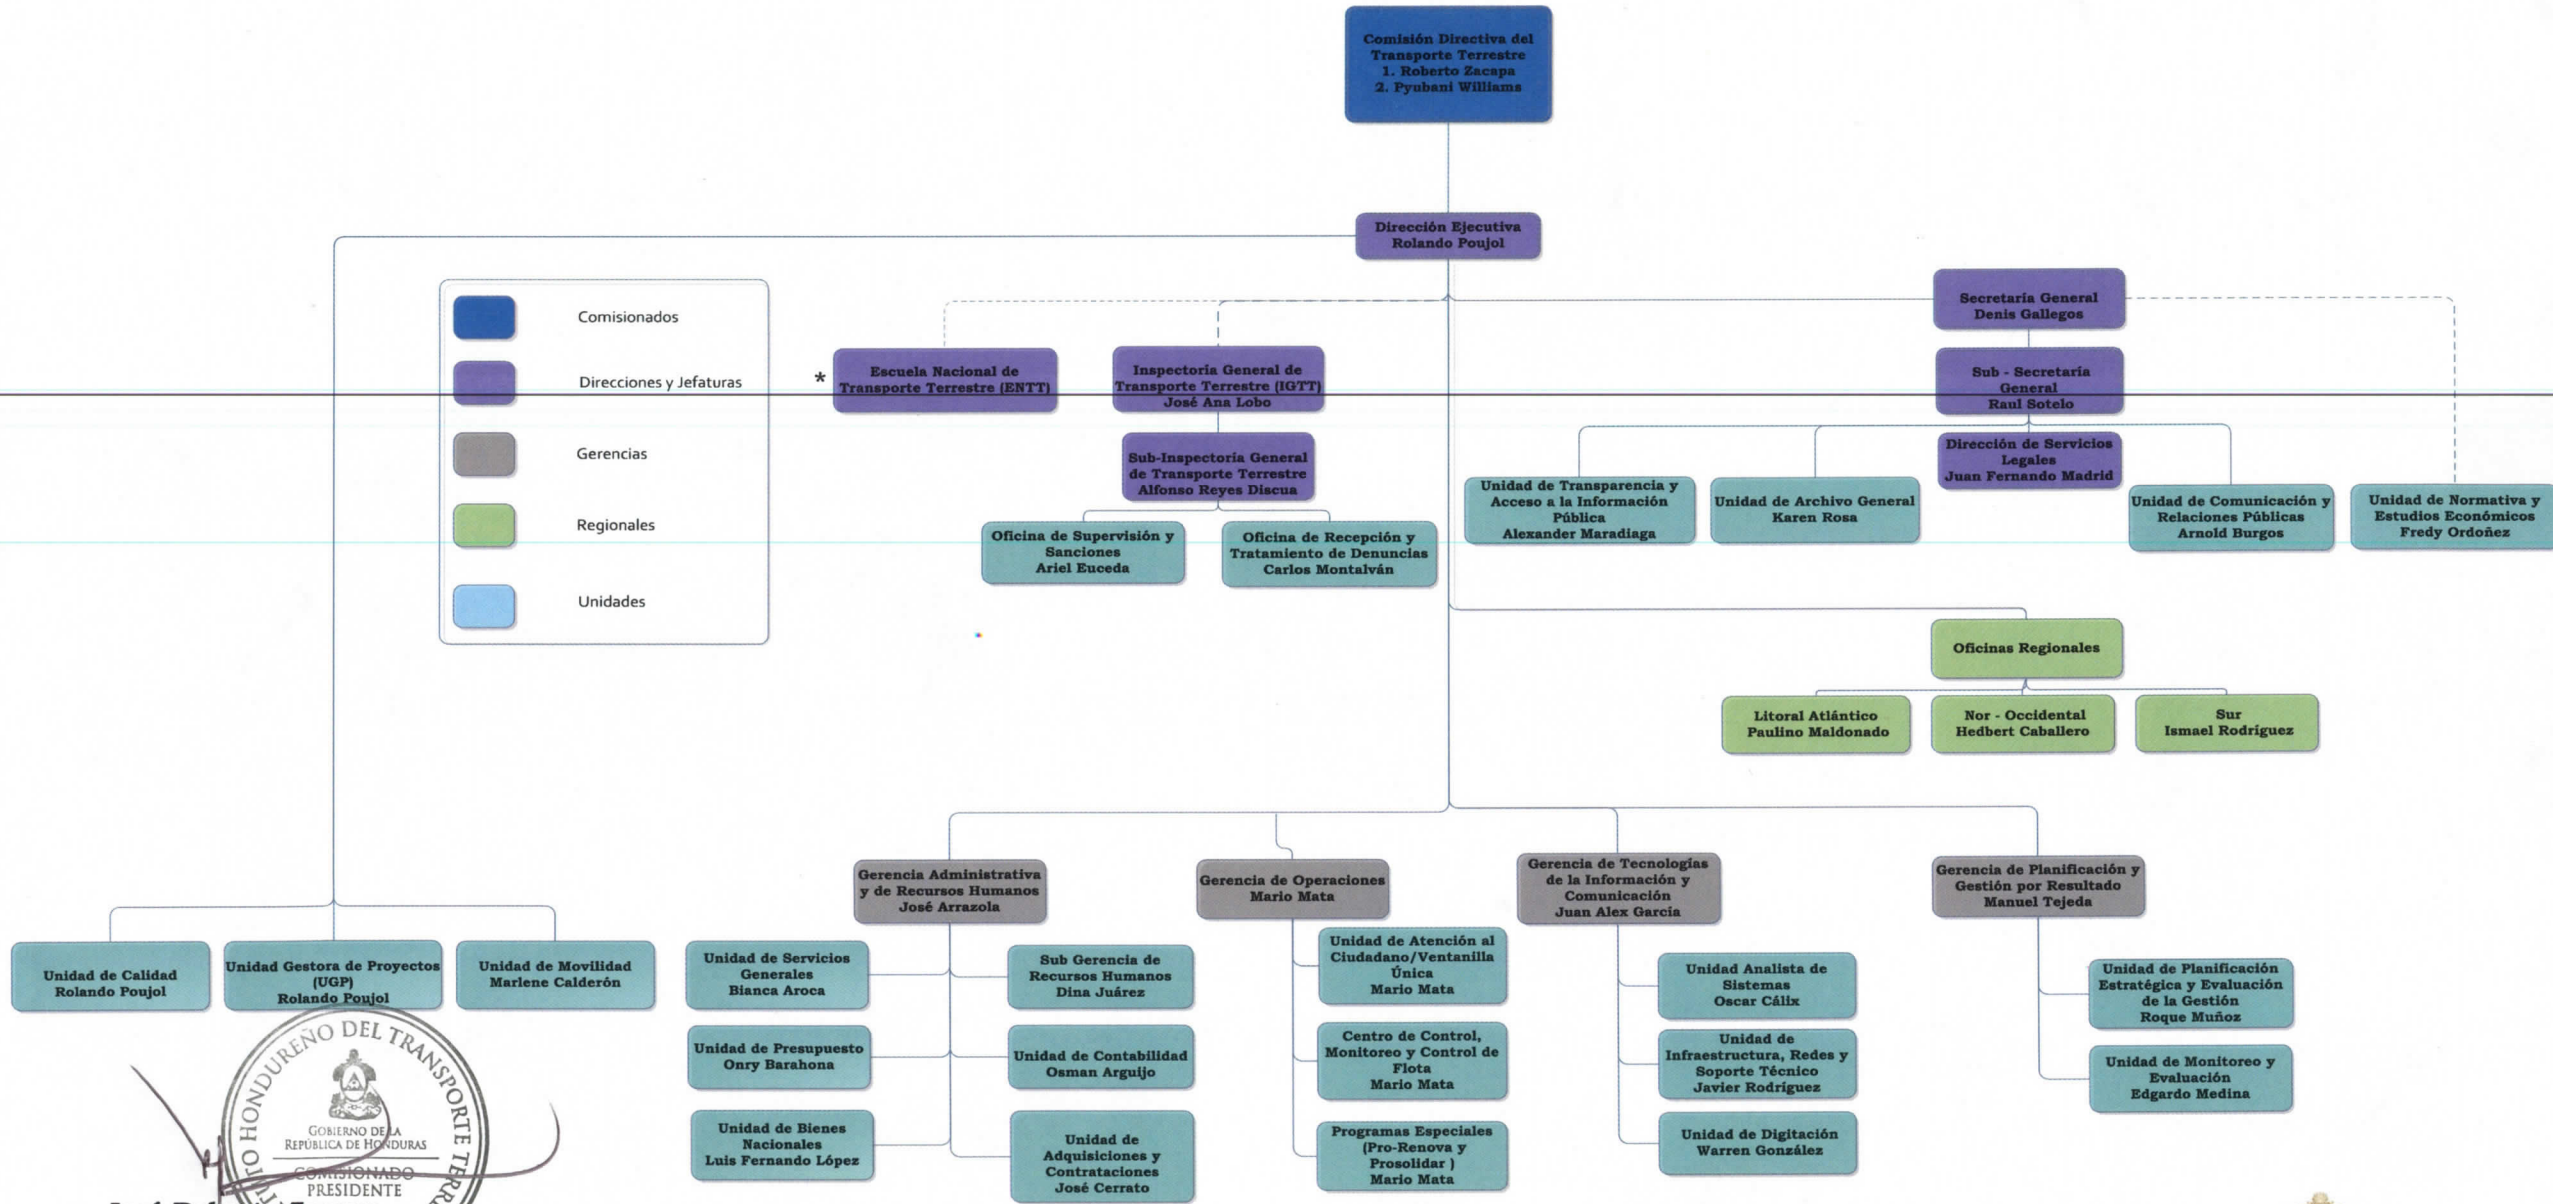 Comisión Directiva del
Transporte Terrestre
1. Roberto Zacapa
2. Pyubani Williams
Dirección Ejecutiva
Rolando Poujol
Comisionados
Direcciones y Jefaturas
Gerencias
Regionales
Unidades
*
Escuela Nacional de
Transporte Terrestre (ENTT)
Inspectoría General de
Transporte Terrestre (IGTT)
José Ana Lobo
Sub-Inspectoría General
de Transporte Terrestre
Alfonso Reyes Discua
Oficina de Supervisión y
Sanciones
Ariel Euceda
Oficina de Recepción y
Tratamiento de Denuncias
Carlos Montalván
Secretaría General
Denis Gallegos
Sub - Secretaría
General
Raul Sotelo
Dirección de Servicios
Legales
Juan Fernando Madrid
Unidad de Transparencia y
Acceso a la Información
Pública
Alexander Maradiaga
Unidad de Archivo General
Karen Rosa
Unidad de Comunicación y
Relaciones Públicas
Arnold Burgos
Unidad de Normativa y
Estudios Económicos
Fredy Ordoñez
Oficinas Regionales
Litoral Atlántico
Paulino Maldonado
Nor - Occidental
Hedbert Caballero
Sur
Ismael Rodríguez
Unidad de Calidad
Rolando Poujol
Unidad Gestora de Proyectos
(UGP)
Rolando Poujol
Unidad de Movilidad
Marlene Calderón
Gerencia Administrativa
y de Recursos Humanos
José Arrazola
Unidad de Servicios
Generales
Bianca Aroca
Sub Gerencia de
Recursos Humanos
Dina Juárez
Unidad de Presupuesto
Onry Barahona
Unidad de Contabilidad
Osman Arguijo
Unidad de Bienes
Nacionales
Luis Fernando López
Unidad de
Adquisiciones y
Contrataciones
José Cerrato
Gerencia de Operaciones
Mario Mata
Unidad de Atención al
Ciudadano/Ventanilla
Única
Mario Mata
Centro de Control,
Monitoreo y Control de
Flota
Mario Mata
Programas Especiales
(Pro-Renova y
Prosolidar )
Mario Mata
Gerencia de Tecnologías
de la Información y
Comunicación
Juan Alex García
Unidad Analista de
Sistemas
Oscar Cálix
Unidad de
Infraestructura, Redes y
Soporte Técnico
Javier Rodríguez
Unidad de Digitación
Warren González
Gerencia de Planificación y
Gestión por Resultado
Manuel Tejeda
Unidad de Planificación
Estratégica y Evaluación
de la Gestión
Roque Muñoz
Unidad de Monitoreo y
Evaluación
Edgardo Medina
HONDUREÑO DEL TRANSPORTE
GOBIERNO DE LA
REPÚBLICA DE HONDURAS
COMISIONADO
PRESIDENTE